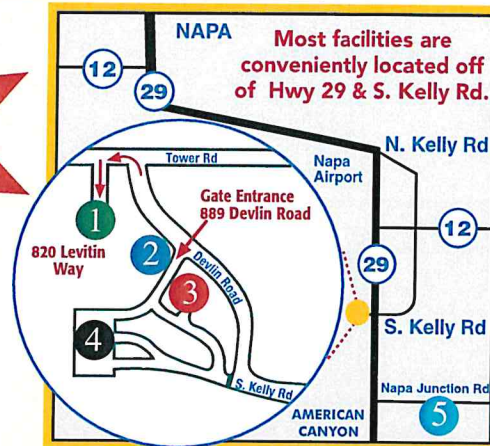 NAPA
Most facilities are
conveniently located off
of Hwy 29 & S. Kelly Rd.
12
29
N. Kelly Rd
Napa
Airport
Tower Rd
Gate Entrance
889 Devlin Road
1
820 Levitin
Way
2
Devlin Road
3
12
29
4
S. Kelly Rd
S. Kelly Rd
Napa Junction Rd
5
AMERICAN
CANYON